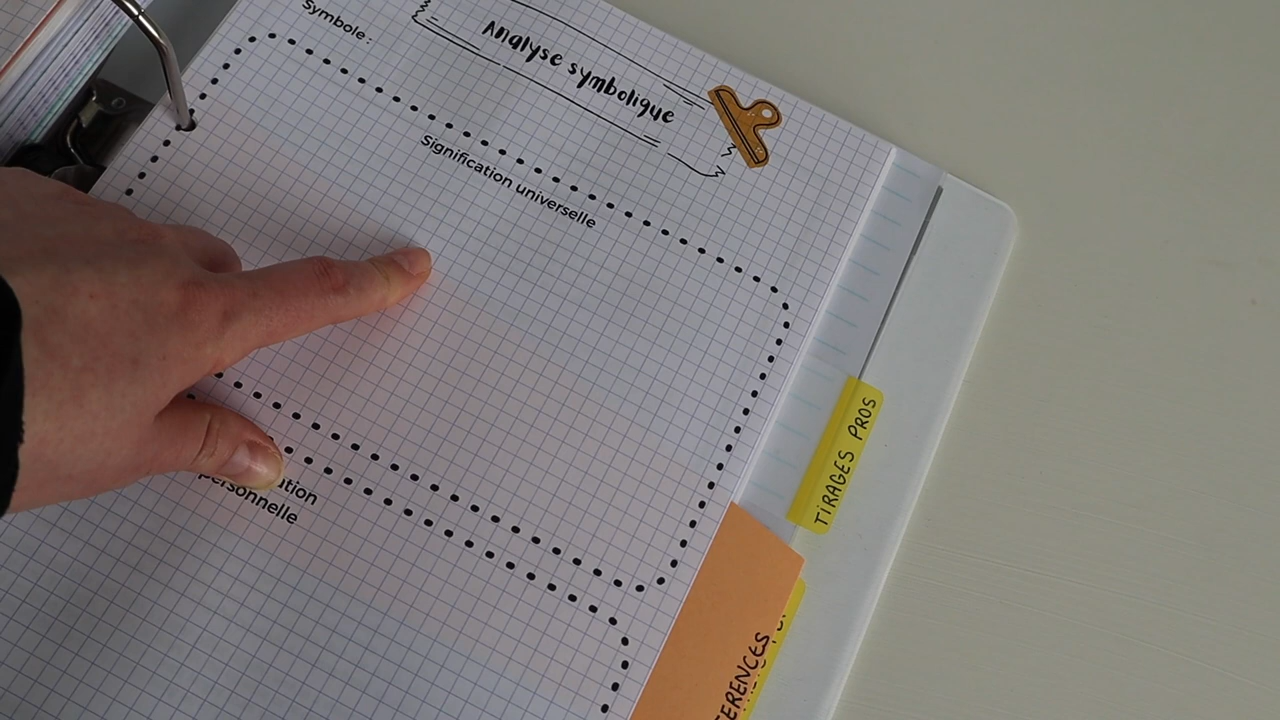 Symbole :
Analyse symbolique
Signification universelle
personnelle
TIRAGES PROS